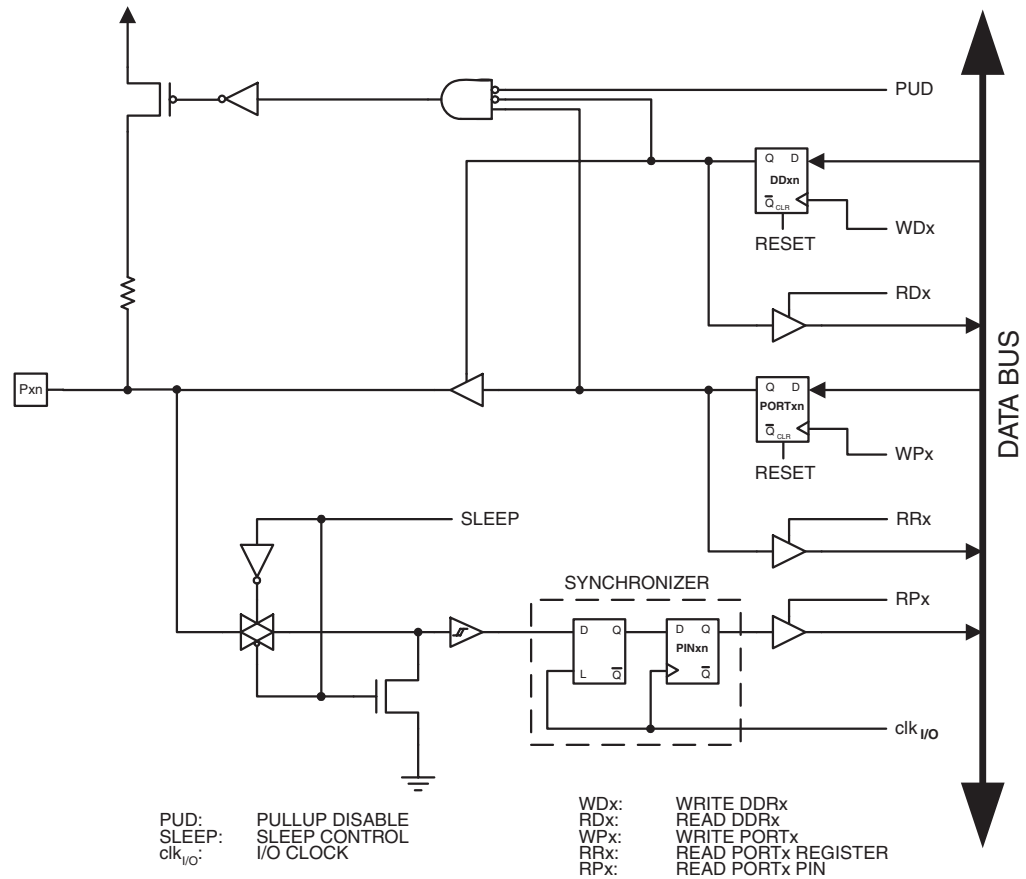 PUD
Q D
DDxn
Q CLR
WDx
RESET
RDx
DATA BUS
Pxn
Q D
PORTxn
Q CLR
WPx
RESET
SLEEP
RRx
SYNCHRONIZER
RPx
D Q
L Q
D Q
PINxn
Q
clk I/O
PUD: PULLUP DISABLE
SLEEP: SLEEP CONTROL
clkI/O: I/O CLOCK
WDx: WRITE DDRx
RDx: READ DDRx
WPx: WRITE PORTx
RRx: READ PORTx REGISTER
RPx: READ PORTx PIN